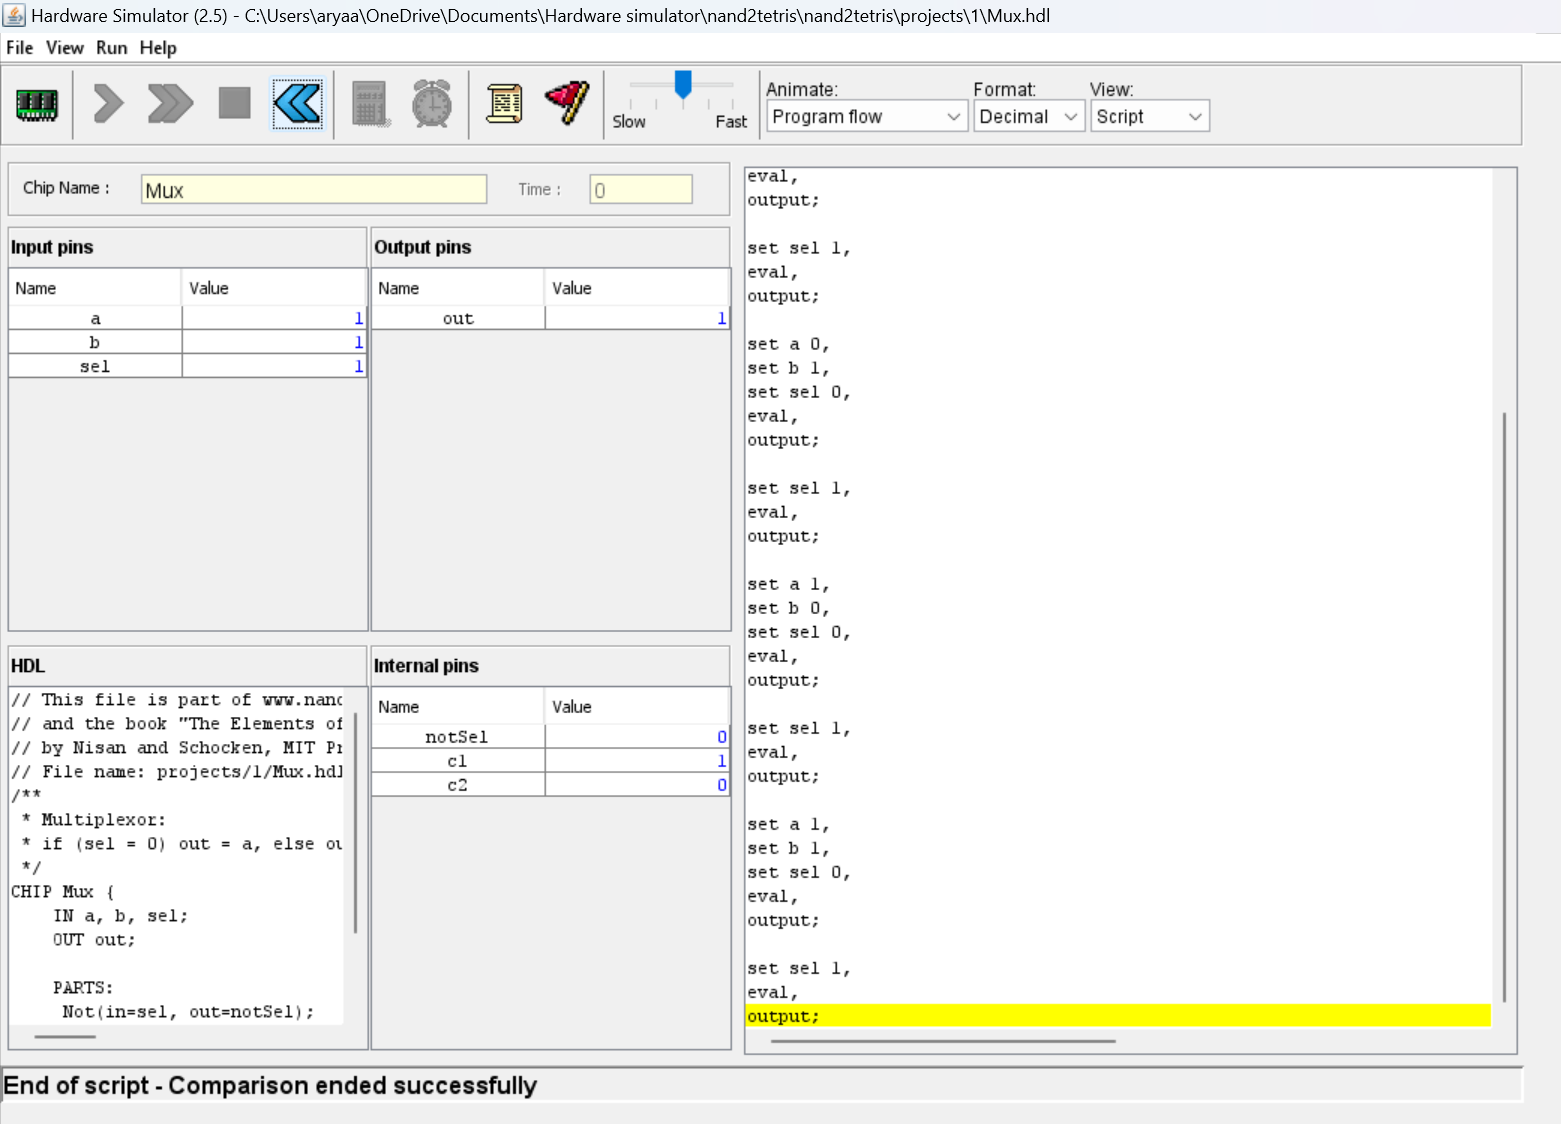 Hardware Simulator (2.5) - C:\Users\aryaa\OneDrive\Documents\Hardware simulator\nand2tetris\nand2tetris\projects\1\Mux.hdl
File View Run Help
Animate: Format: View:
Slow Fast Program flow Decimal Script
Chip Name : Mux Time : 0
Input pins
Name Value
a 1
b 1
sel 1
Output pins
Name Value
out 1
HDL
// This file is part of www.nand
// and the book "The Elements of
// by Nisan and Schocken, MIT Pr
// File name: projects/1/Mux.hdl
/**
* Multiplexor:
* if (sel = 0) out = a, else ou
*/
CHIP Mux {
IN a, b, sel;
OUT out;
PARTS:
Not(in=sel, out=notSel);
Internal pins
Name Value
notSel 0
c1 1
c2 0
eval,
output;
set sel 1,
eval,
output;
set a 0,
set b 1,
set sel 0,
eval,
output;
set sel 1,
eval,
output;
set a 1,
set b 0,
set sel 0,
eval,
output;
set sel 1,
eval,
output;
set a 1,
set b 1,
set sel 0,
eval,
output;
set sel 1,
eval,
output;
End of script - Comparison ended successfully